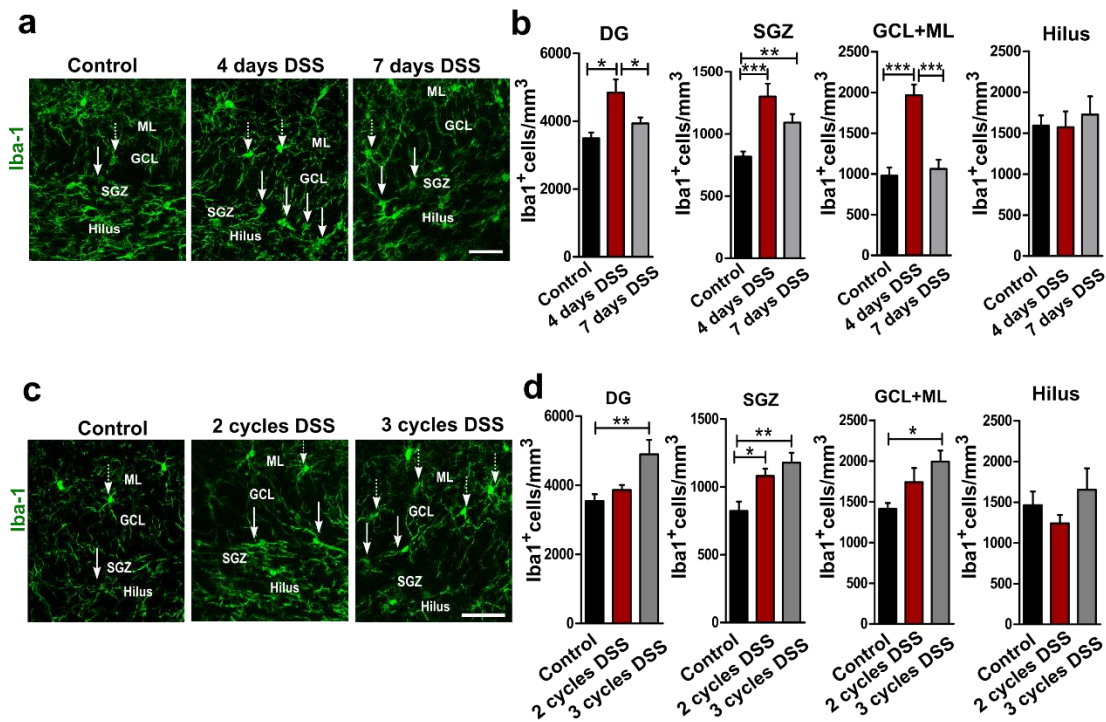 a
Control
4 days DSS
7 days DSS
Iba-1
ML
GCL
SGZ
Hilus
ML
GCL
SGZ
Hilus
ML
GCL
SGZ
Hilus
b
DG
Iba1+cells/mm3
6000
4000
2000
0
*
*
Control
4 days DSS
7 days DSS
SGZ
Iba1+cells/mm3
1500
1000
500
0
**
***
Control
4 days DSS
7 days DSS
GCL+ML
Iba1+cells/mm3
2500
2000
1500
1000
500
0
***
***
Control
4 days DSS
7 days DSS
Hilus
Iba1+cells/mm3
2500
2000
1500
1000
500
0
Control
4 days DSS
7 days DSS
c
Control
2 cycles DSS
3 cycles DSS
Iba-1
ML
GCL
SGZ
Hilus
ML
GCL
SGZ
Hilus
ML
GCL
SGZ
Hilus
d
DG
Iba1+cells/mm3
6000
4000
2000
0
**
Control
2 cycles DSS
3 cycles DSS
SGZ
Iba1+cells/mm3
1500
1000
500
0
**
*
Control
2 cycles DSS
3 cycles DSS
GCL+ML
Iba1+cells/mm3
2500
2000
1500
1000
500
0
*
Control
2 cycles DSS
3 cycles DSS
Hilus
Iba1+cells/mm3
2500
2000
1500
1000
500
0
Control
2 cycles DSS
3 cycles DSS